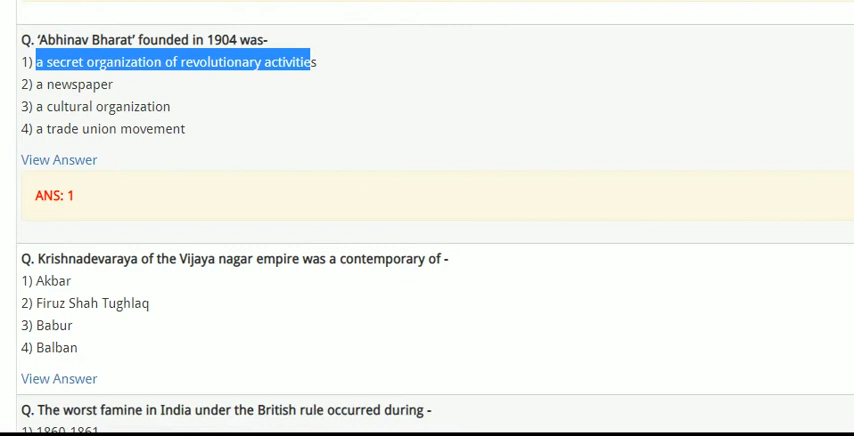 Q. ‘Abhinav Bharat’ founded in 1904 was-
1) a secret organization of revolutionary activities
2) a newspaper
3) a cultural organization
4) a trade union movement
View Answer
ANS: 1
Q. Krishnadevaraya of the Vijaya nagar empire was a contemporary of -
1) Akbar
2) Firuz Shah Tughlaq
3) Babur
4) Balban
View Answer
Q. The worst famine in India under the British rule occurred during -
1) 1860-1861